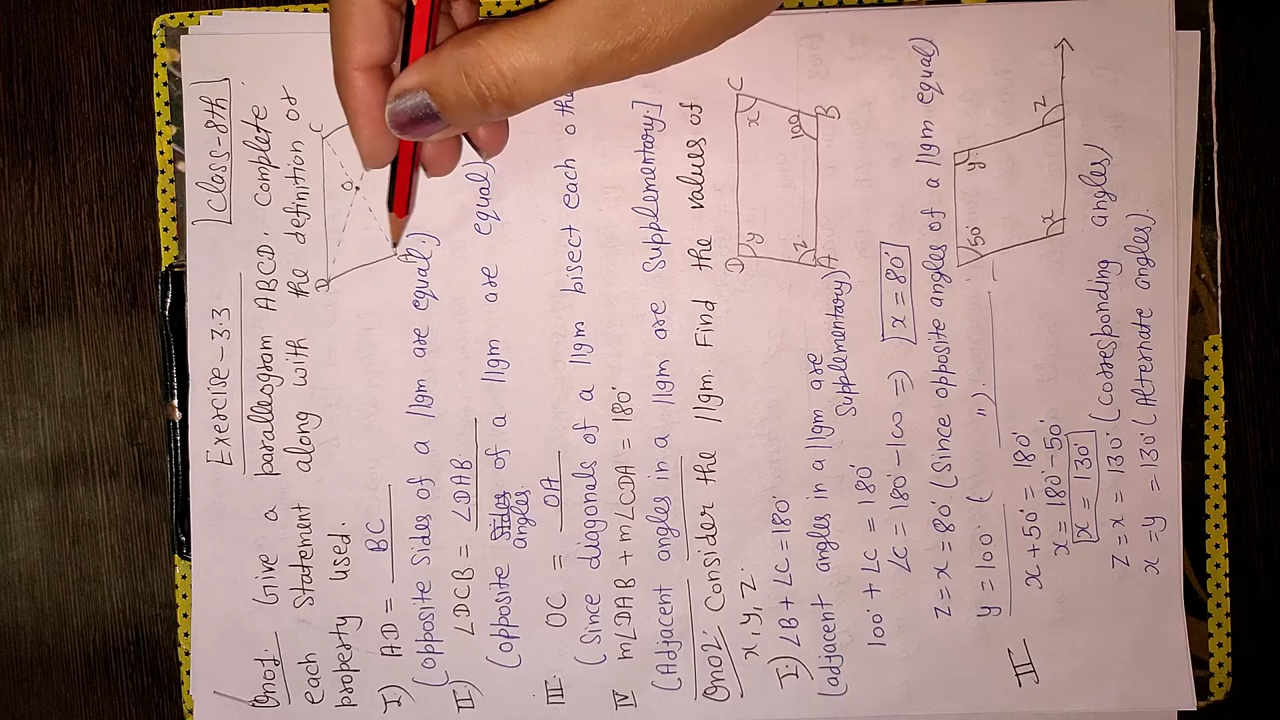 Exercise-3.3
Class-8th
Qno1. Give a parallelogram ABCD. complete
each Statement along with the definition or
property used.
D
C
O
A
I) AD = BC
(opposite sides of a ||gm are equal.)
II) ∠DCB = ∠DAB.
(opposite sides angles of a ||gm are equal)
III. OC = OA
(Since diagonals of a ||gm bisect each
IV m∠DAB + m∠CDA = 180°
(Adjacent angles in a ||gm are Supplementary.]
Qno2: Consider the ||gm. Find the values of
x, y, z.
D
y
x
C
z
A
100
B
I.) ∠B + ∠C = 180°
(adjacent angles in a ||gm are Supplementary)
100° + ∠C = 180°
∠C = 180° - 100 => x = 80°
z = x = 80° (Since opposite angles of a ||gm equal)
y = 100° ( — " — ).
II
50°
y
x
z
x + 50° = 180°
x = 180° - 50°
x = 130°
z = x = 130° (corresponding angles)
x = y = 130° (Alternate angles).